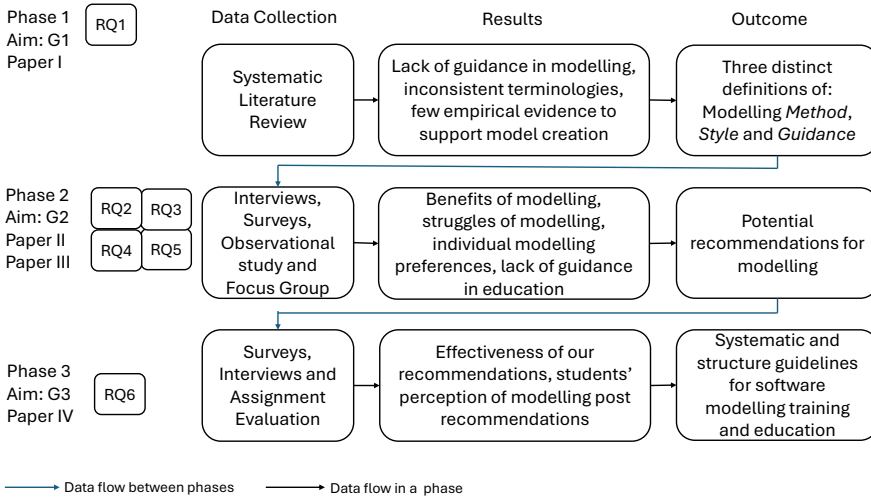 Data Collection
Results
Outcome
Phase 1
Aim: G1
Paper I
RQ1
Systematic
Literature
Review
Lack of guidance in modelling,
inconsistent terminologies,
few empirical evidence to
support model creation
Three distinct
definitions of:
Modelling Method,
Style and Guidance
Phase 2
Aim: G2
Paper II
Paper III
RQ2
RQ3
RQ4
RQ5
Interviews,
Surveys,
Observational
study and
Focus Group
Benefits of modelling,
struggles of modelling,
individual modelling
preferences, lack of guidance
in education
Potential
recommendations for
modelling
Phase 3
Aim: G3
Paper IV
RQ6
Surveys,
Interviews and
Assignment
Evaluation
Effectiveness of our
recommendations, students’
perception of modelling post
recommendations
Systematic and
structure guidelines
for software
modelling training
and education
Data flow between phases
Data flow in a phase